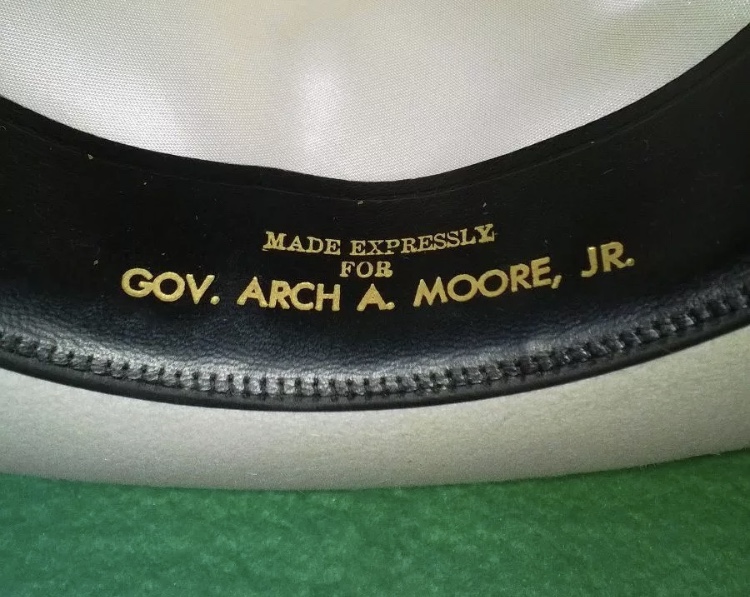 MADE EXPRESSLY
FOR
GOV. ARCH A. MOORE, JR.